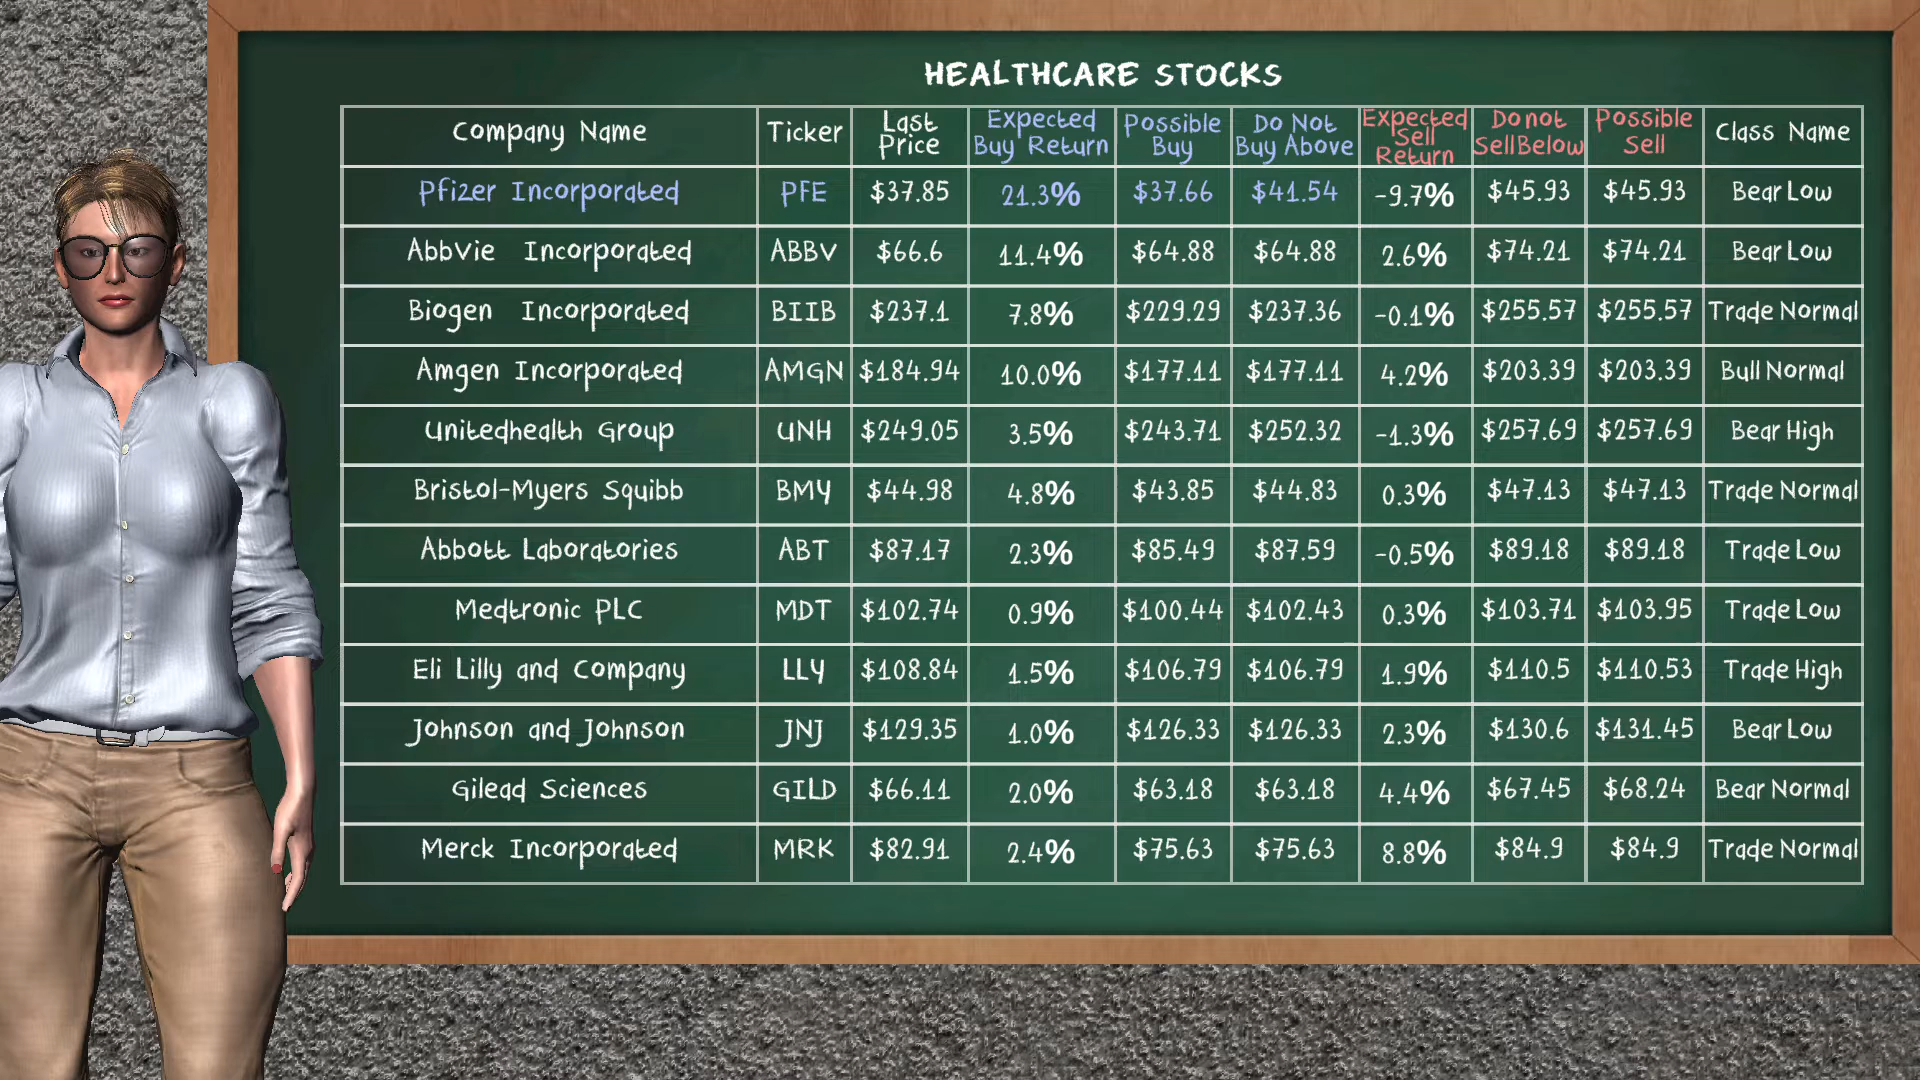 HEALTHCARE STOCKS
Company Name Ticker Last Price Expected Buy Return Possible Buy Do Not Buy Above Expected Sell Return Do not Sell Below Possible Sell Class Name
Pfizer Incorporated PFE $37.85 21.3% $37.66 $41.54 -9.7% $45.93 $45.93 Bear Low
AbbVie Incorporated ABBV $66.6 11.4% $64.88 $64.88 2.6% $74.21 $74.21 Bear Low
Biogen Incorporated BIIB $237.1 7.8% $229.29 $237.36 -0.1% $255.57 $255.57 Trade Normal
Amgen Incorporated AMGN $184.94 10.0% $177.11 $177.11 4.2% $203.39 $203.39 Bull Normal
Unitedhealth Group UNH $249.05 3.5% $243.71 $252.32 -1.3% $257.69 $257.69 Bear High
Bristol-Myers Squibb BMY $44.98 4.8% $43.85 $44.83 0.3% $47.13 $47.13 Trade Normal
Abbott Laboratories ABT $87.17 2.3% $85.49 $87.59 -0.5% $89.18 $89.18 Trade Low
Medtronic PLC MDT $102.74 0.9% $100.44 $102.43 0.3% $103.71 $103.95 Trade Low
Eli Lilly and Company LLY $108.84 1.5% $106.79 $106.79 1.9% $110.5 $110.53 Trade High
Johnson and Johnson JNJ $129.35 1.0% $126.33 $126.33 2.3% $130.6 $131.45 Bear Low
Gilead Sciences GILD $66.11 2.0% $63.18 $63.18 4.4% $67.45 $68.24 Bear Normal
Merck Incorporated MRK $82.91 2.4% $75.63 $75.63 8.8% $84.9 $84.9 Trade Normal